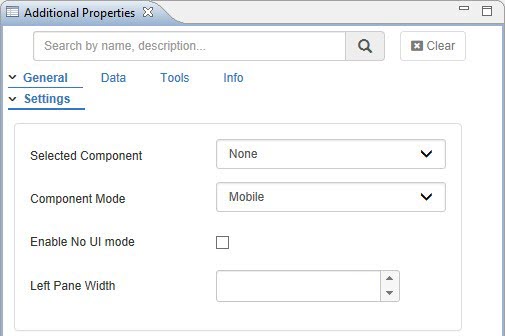 Additional Properties
Search by name, description...
Clear
General Data Tools Info
Settings
Selected Component None
Component Mode Mobile
Enable No UI mode
Left Pane Width